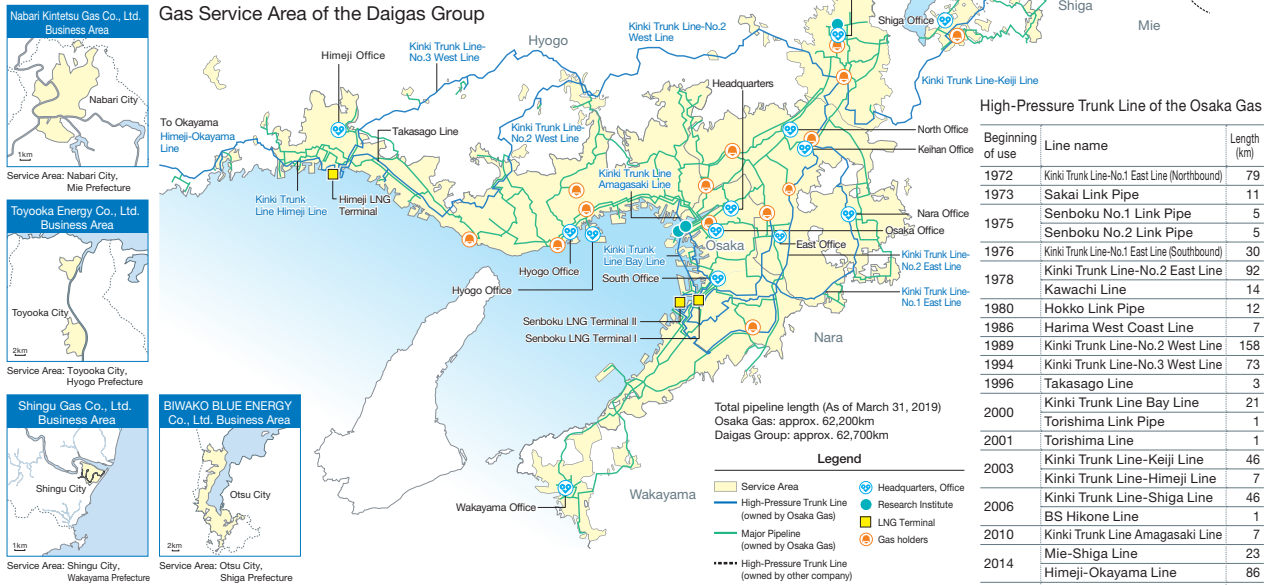 Nabari Kintetsu Gas Co., Ltd.
Business Area
Nabari City
1km
Service Area: Nabari City,
Mie Prefecture
Toyooka Energy Co., Ltd.
Business Area
Toyooka City
2km
Service Area: Toyooka City,
Hyogo Prefecture
Shingu Gas Co., Ltd.
Business Area
Shingu City
1km
Service Area: Shingu City,
Wakayama Prefecture
BIWAKO BLUE ENERGY
Co., Ltd. Business Area
Otsu City
2km
Service Area: Otsu City,
Shiga Prefecture
Gas Service Area of the Daigas Group
Hyogo
Shiga
Mie
Shiga Office
Kinki Trunk Line-No.2
West Line
Kinki Trunk Line-
No.3 West Line
Himeji Office
Headquarters
Kinki Trunk Line-Keiji Line
To Okayama
Himeji-Okayama
Line
Takasago Line
Kinki Trunk Line-
No.2 West Line
North Office
Keihan Office
Kinki Trunk Line
Amagasaki Line
Kinki Trunk
Line Himeji Line
Himeji LNG
Terminal
Nara Office
Osaka Office
Osaka
East Office
Kinki Trunk
Line Bay Line
Kinki Trunk Line-
No.2 East Line
Hyogo Office
South Office
Hyogo Office
Kinki Trunk Line-
No.1 East Line
Senboku LNG Terminal II
Senboku LNG Terminal I
Nara
Wakayama
Wakayama Office
Total pipeline length (As of March 31, 2019)
Osaka Gas: approx. 62,200km
Daigas Group: approx. 62,700km
Legend
Service Area
High-Pressure Trunk Line
(owned by Osaka Gas)
Major Pipeline
(owned by Osaka Gas)
High-Pressure Trunk Line
(owned by other company)
Headquarters, Office
Research Institute
LNG Terminal
Gas holders
High-Pressure Trunk Line of the Osaka Gas
Beginning of use Line name Length (km)
1972 Kinki Trunk Line-No.1 East Line (Northbound) 79
1973 Sakai Link Pipe 11
1975 Senboku No.1 Link Pipe 5
Senboku No.2 Link Pipe 5
1976 Kinki Trunk Line-No.1 East Line (Southbound) 30
1978 Kinki Trunk Line-No.2 East Line 92
Kawachi Line 14
1980 Hokko Link Pipe 12
1986 Harima West Coast Line 7
1989 Kinki Trunk Line-No.2 West Line 158
1994 Kinki Trunk Line-No.3 West Line 73
1996 Takasago Line 3
2000 Kinki Trunk Line Bay Line 21
Torishima Link Pipe 1
2001 Torishima Line 1
2003 Kinki Trunk Line-Keiji Line 46
Kinki Trunk Line-Himeji Line 7
2006 Kinki Trunk Line-Shiga Line 46
BS Hikone Line 1
2010 Kinki Trunk Line Amagasaki Line 7
2014 Mie-Shiga Line 23
Himeji-Okayama Line 86